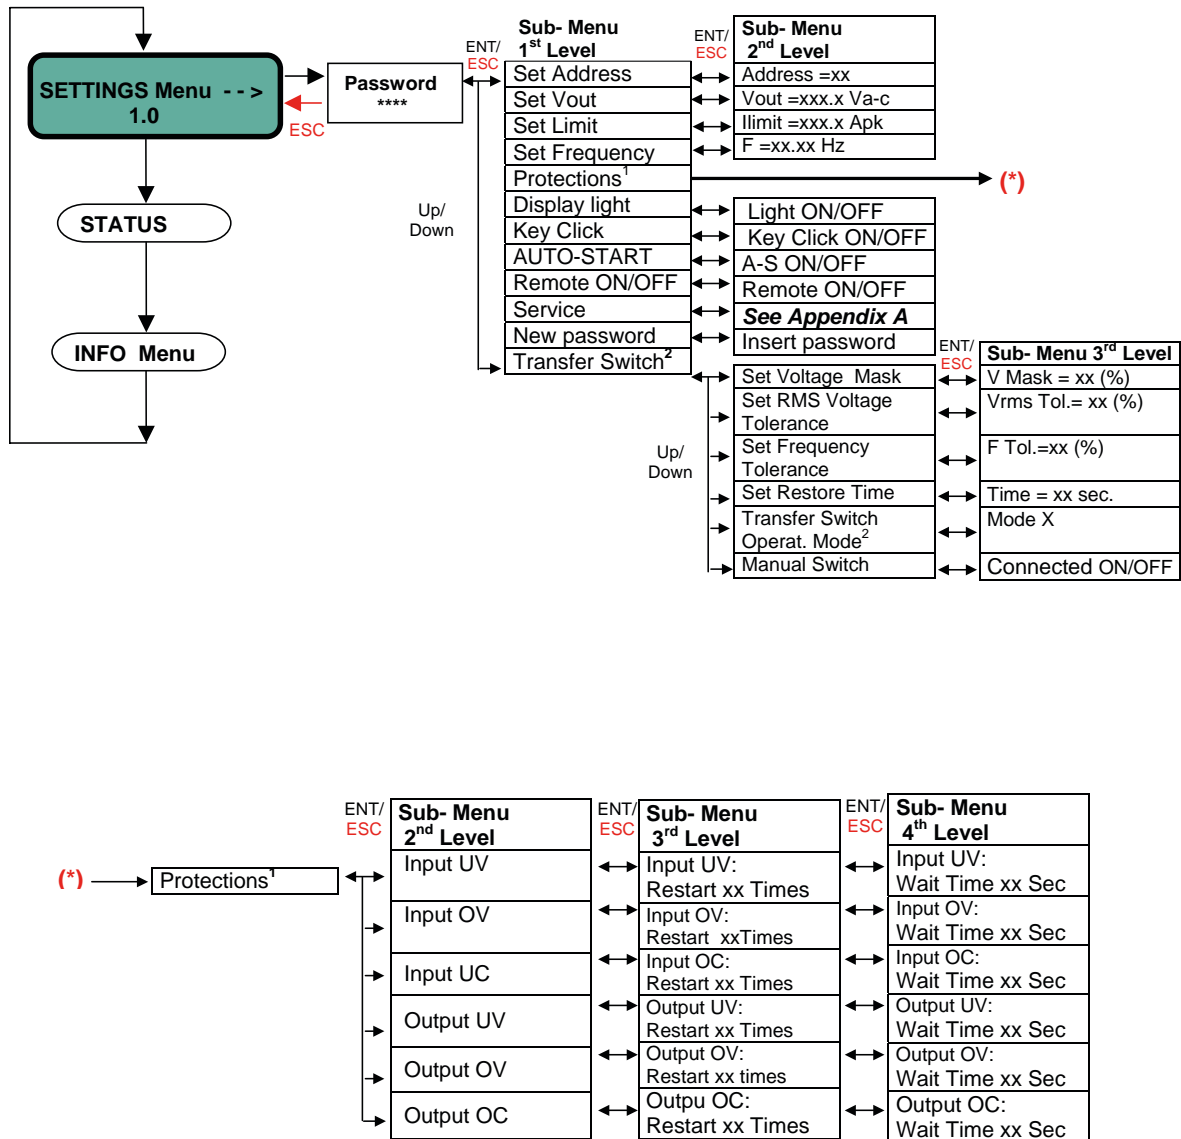 SETTINGS Menu - - >
1.0
ESC
Password
****
ENT/
ESC
Sub- Menu
1st Level
Set Address
Set Vout
Set Limit
Set Frequency
Protections1
Display light
Key Click
AUTO-START
Remote ON/OFF
Service
New password
Transfer Switch2
Up/
Down
ENT/
ESC
Sub- Menu
2nd Level
Address =xx
Vout =xxx.x Va-c
Ilimit =xxx.x Apk
F =xx.xx Hz
(*)
Light ON/OFF
Key Click ON/OFF
A-S ON/OFF
Remote ON/OFF
See Appendix A
Insert password
Set Voltage Mask
Set RMS Voltage
Tolerance
Set Frequency
Tolerance
Set Restore Time
Transfer Switch
Operat. Mode2
Manual Switch
Up/
Down
ENT/
ESC
Sub- Menu 3rd Level
V Mask = xx (%)
Vrms Tol.= xx (%)
F Tol.=xx (%)
Time = xx sec.
Mode X
Connected ON/OFF
STATUS
INFO Menu
(*)
Protections1
ENT/
ESC
Sub- Menu
2nd Level
Input UV
Input OV
Input UC
Output UV
Output OV
Output OC
ENT/
ESC
Sub- Menu
3rd Level
Input UV:
Restart xx Times
Input OV:
Restart xxTimes
Input OC:
Restart xx Times
Output UV:
Restart xx Times
Output OV:
Restart xx times
Outpu OC:
Restart xx Times
ENT/
ESC
Sub- Menu
4th Level
Input UV:
Wait Time xx Sec
Input OV:
Wait Time xx Sec
Input OC:
Wait Time xx Sec
Output UV:
Wait Time xx Sec
Output OV:
Wait Time xx Sec
Output OC:
Wait Time xx Sec